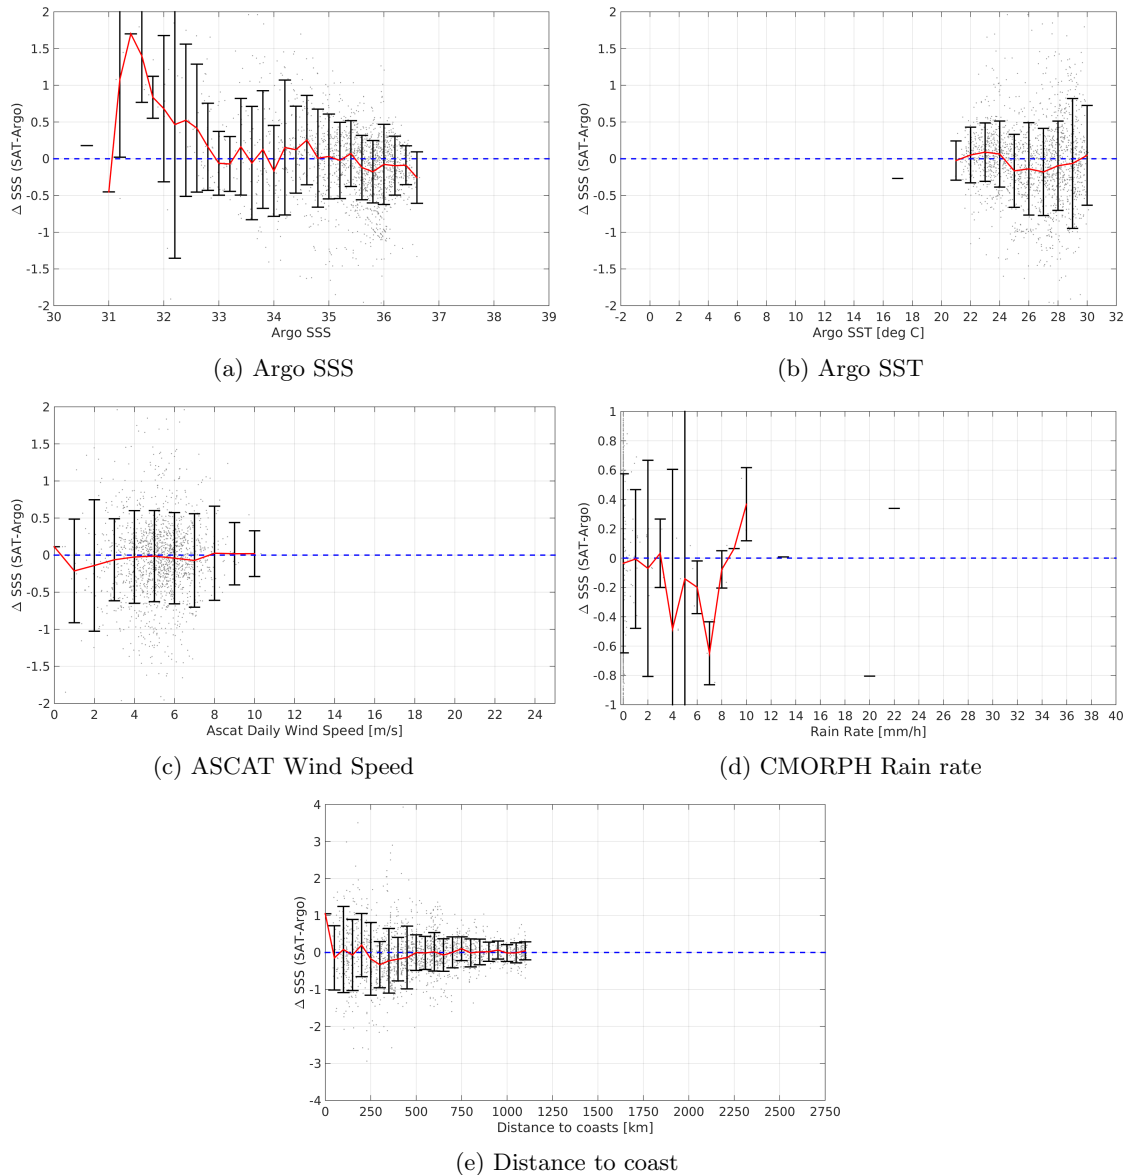 2
1.5
1
0.5
0
-0.5
-1
-1.5
-2
Δ SSS (SAT-Argo)
30 31 32 33 34 35 36 37 38 39
Argo SSS
(a) Argo SSS
2
1.5
1
0.5
0
-0.5
-1
-1.5
-2
Δ SSS (SAT-Argo)
-2 0 2 4 6 8 10 12 14 16 18 20 22 24 26 28 30 32
Argo SST [deg C]
(b) Argo SST
2
1.5
1
0.5
0
-0.5
-1
-1.5
-2
Δ SSS (SAT-Argo)
0 2 4 6 8 10 12 14 16 18 20 22 24
Ascat Daily Wind Speed [m/s]
(c) ASCAT Wind Speed
1
0.8
0.6
0.4
0.2
0
-0.2
-0.4
-0.6
-0.8
-1
Δ SSS (SAT-Argo)
0 2 4 6 8 10 12 14 16 18 20 22 24 26 28 30 32 34 36 38 40
Rain Rate [mm/h]
(d) CMORPH Rain rate
4
3
2
1
0
-1
-2
-3
-4
Δ SSS (SAT-Argo)
0 250 500 750 1000 1250 1500 1750 2000 2250 2500 2750
Distance to coasts [km]
(e) Distance to coast